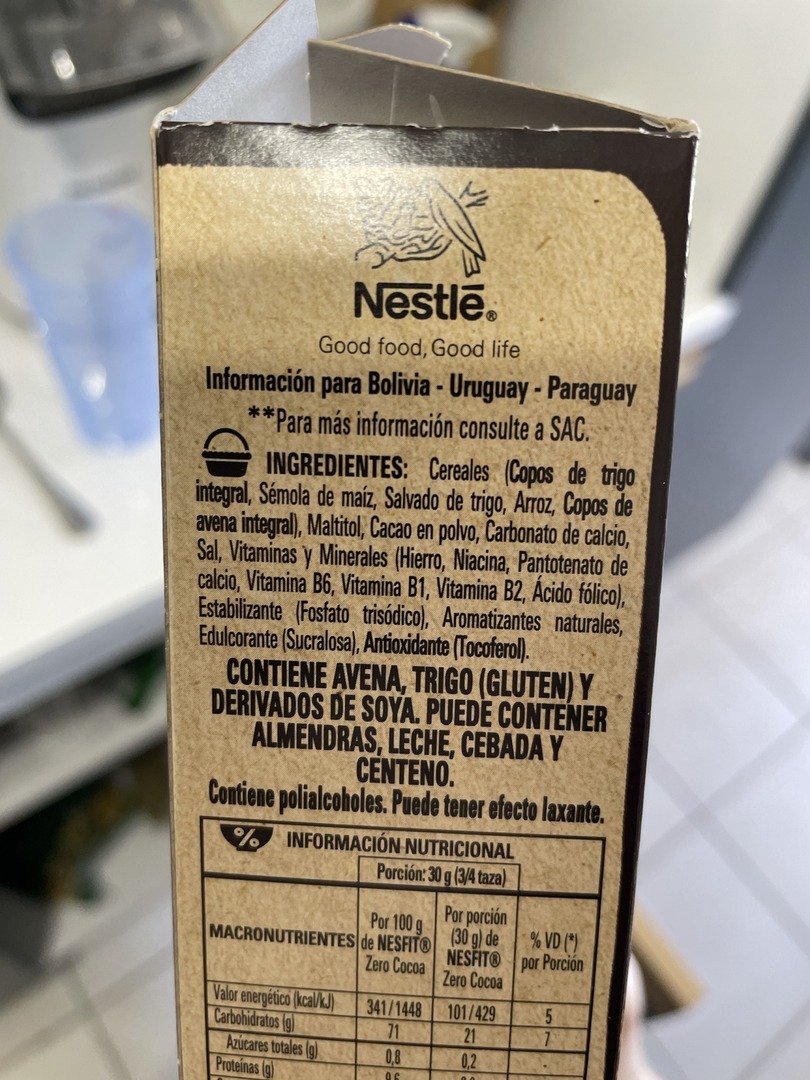 Nestlé®
Good food, Good life
Información para Bolivia - Uruguay - Paraguay
**Para más información consulte a SAC.
INGREDIENTES: Cereales (Copos de trigo
integral, Sémola de maíz, Salvado de trigo, Arroz, Copos de
avena integral), Maltitol, Cacao en polvo, Carbonato de calcio,
Sal, Vitaminas y Minerales (Hierro, Niacina, Pantotenato de
calcio, Vitamina B6, Vitamina B1, Vitamina B2, Ácido fólico),
Estabilizante (Fosfato trisódico), Aromatizantes naturales,
Edulcorante (Sucralosa), Antioxidante (Tocoferol).
CONTIENE AVENA, TRIGO (GLUTEN) Y
DERIVADOS DE SOYA. PUEDE CONTENER
ALMENDRAS, LECHE, CEBADA Y
CENTENO.
Contiene polialcoholes. Puede tener efecto laxante.
% INFORMACIÓN NUTRICIONAL
Porción: 30 g (3/4 taza)
MACRONUTRIENTES
Por 100 g
de NESFIT®
Zero Cocoa
Por porción
(30 g) de
NESFIT®
Zero Cocoa
% VD (*)
por Porción
Valor energético (kcal/kJ) 341/1448 101/429 5
Carbohidratos (g) 71 21 7
Azúcares totales (g) 0,8 0,2 -
Proteínas (g)